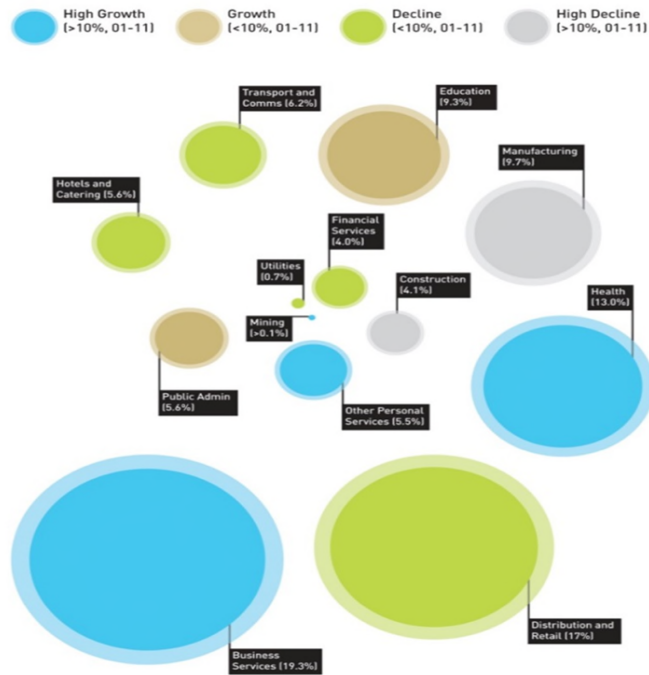 High Growth
(>10%, 01-11)
Growth
(<10%, 01-11)
Decline
(<10%, 01-11)
High Decline
(>10%, 01-11)
Transport and
Comms (6.2%)
Education
(9.3%)
Manufacturing
(9.7%)
Hotels and
Catering (5.6%)
Financial
Services
(4.0%)
Utilities
(0.7%)
Construction
(4.1%)
Health
(13.0%)
Mining
(>0.1%)
Public Admin
(5.6%)
Other Personal
Services (5.5%)
Distribution and
Retail (17%)
Business
Services (19.3%)